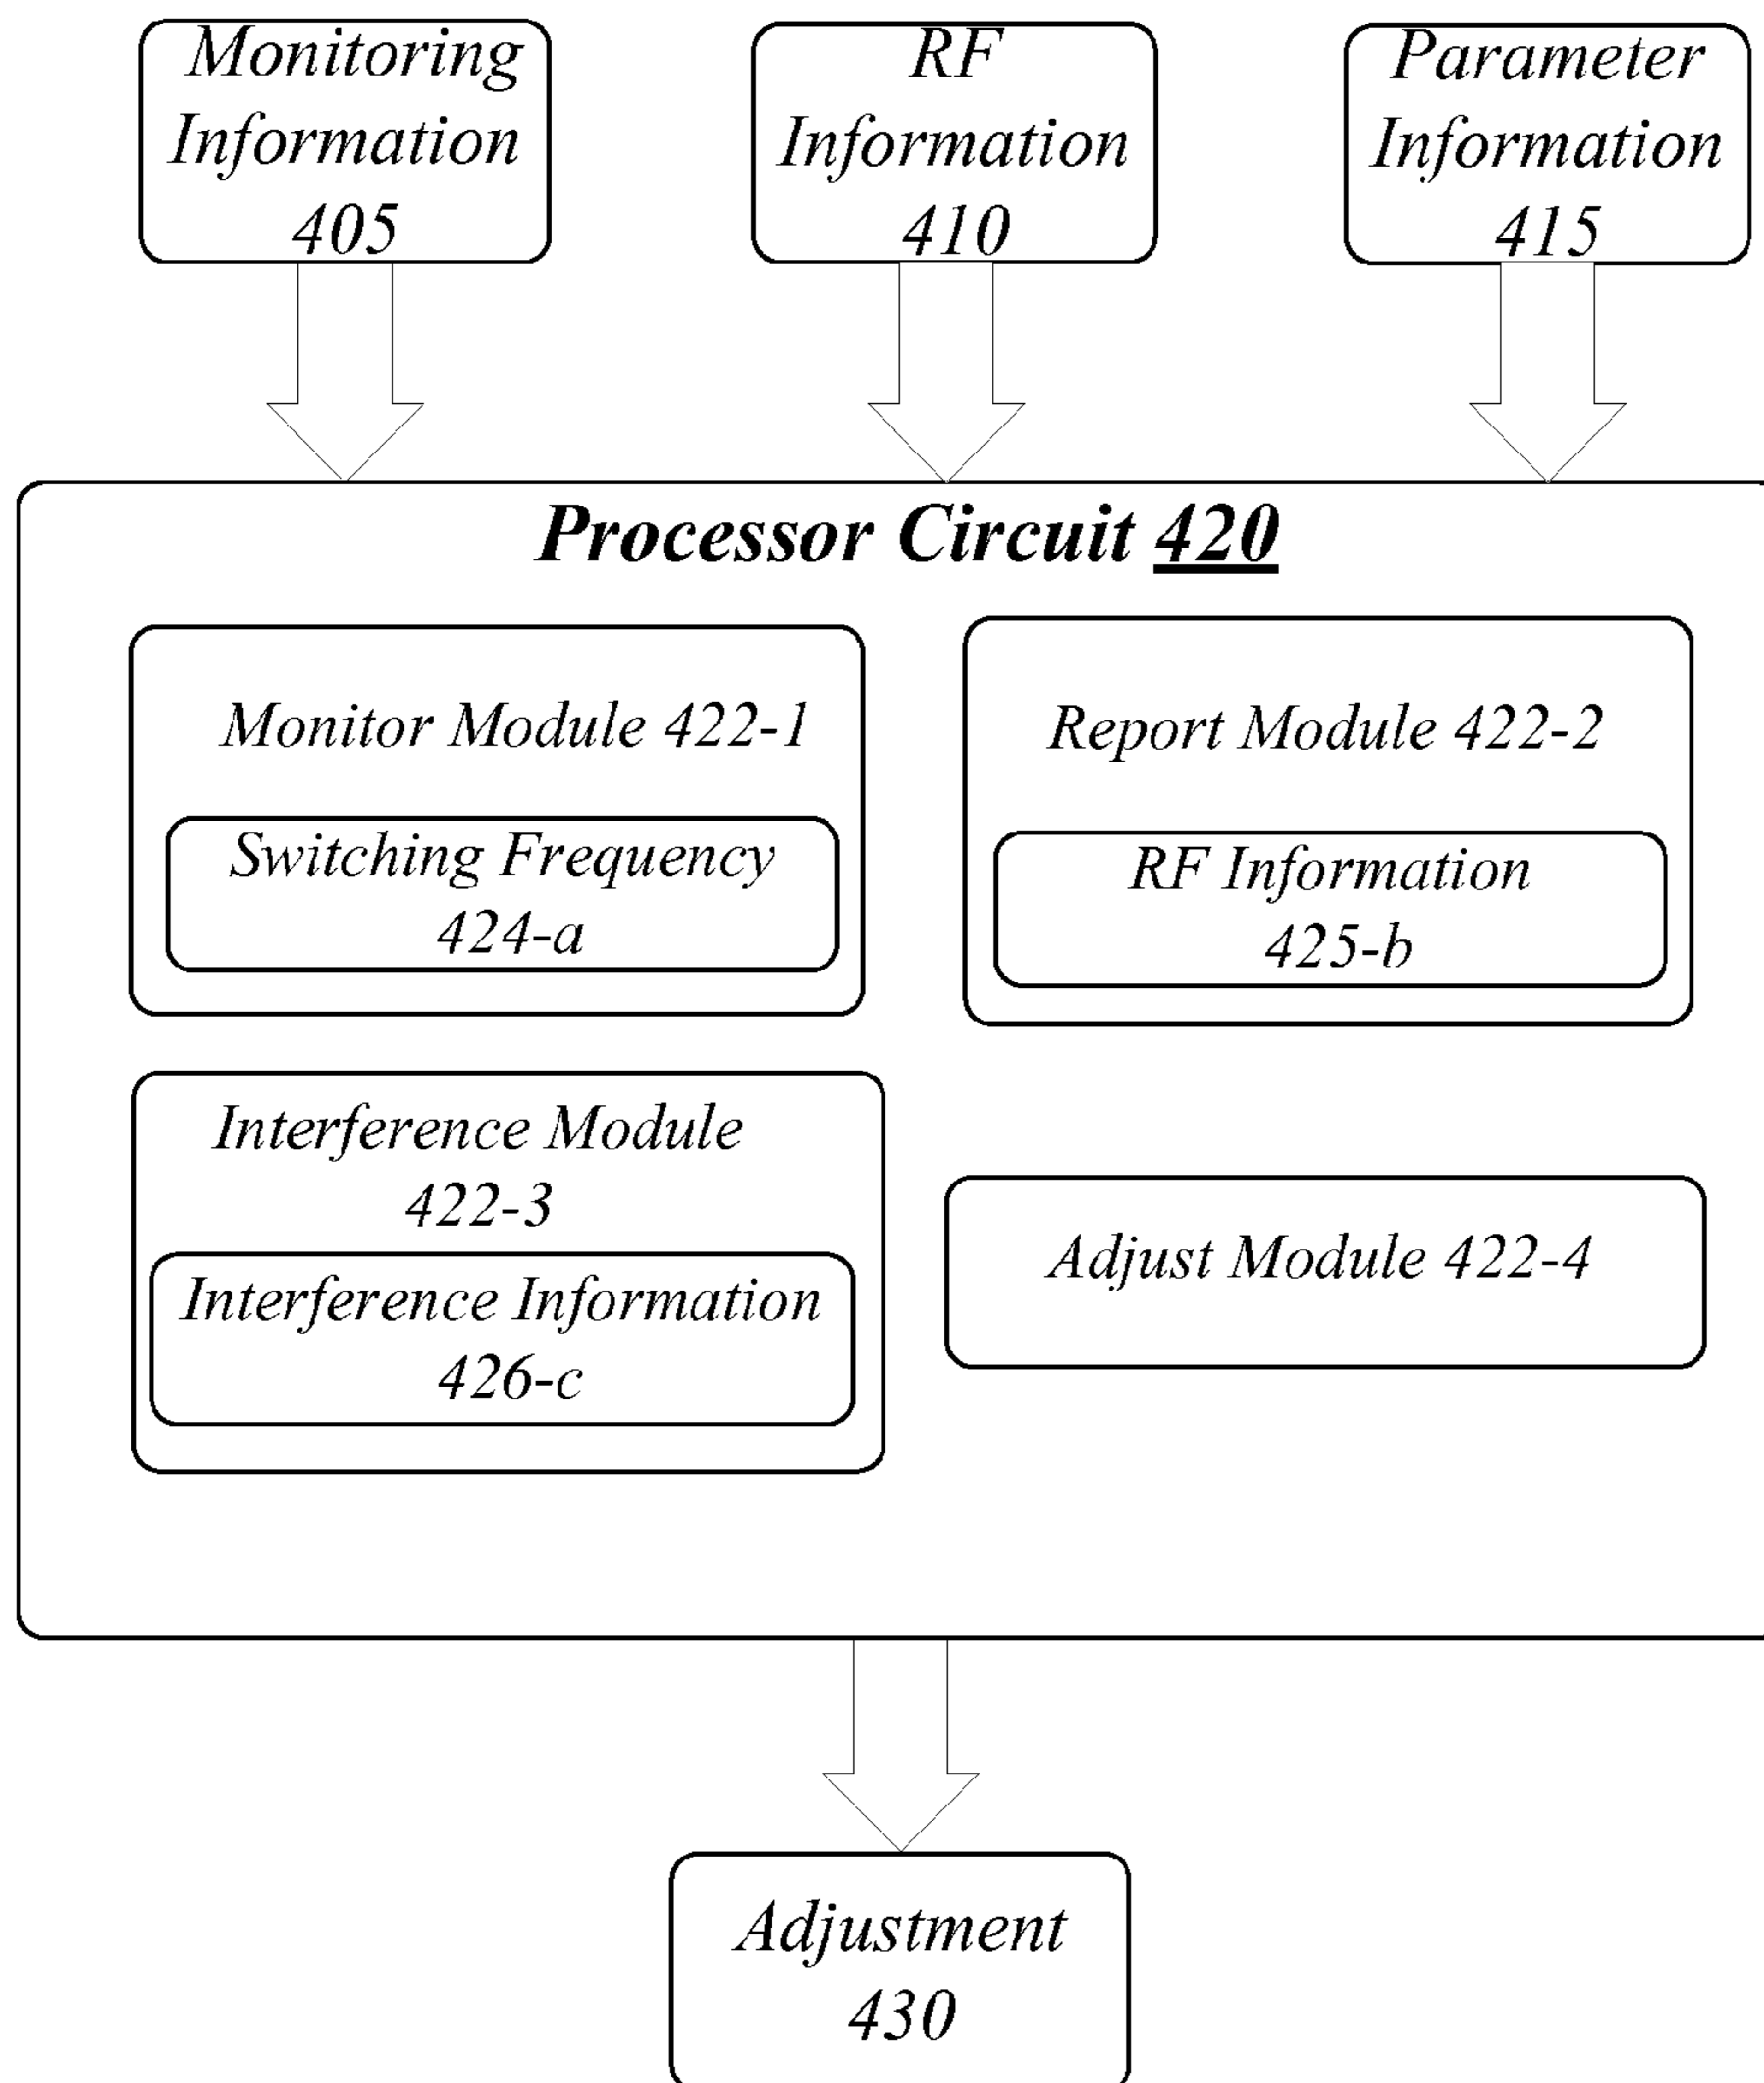 Monitoring
Information
405
RF
Information
410
Parameter
Information
415
Processor Circuit 420
Monitor Module 422-1
Switching Frequency
424-a
Report Module 422-2
RF Information
425-b
Interference Module
422-3
Interference Information
426-c
Adjust Module 422-4
Adjustment
430